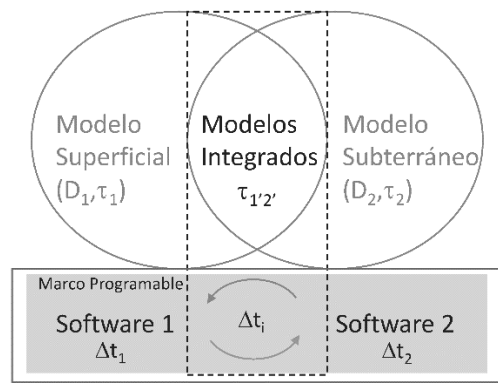 Modelo
Superficial
(D₁,τ₁)
Modelos
Integrados
τ₁'₂'
Modelo
Subterráneo
(D₂,τ₂)
Marco Programable
Software 1
Δt₁
Δtᵢ
Software 2
Δt₂